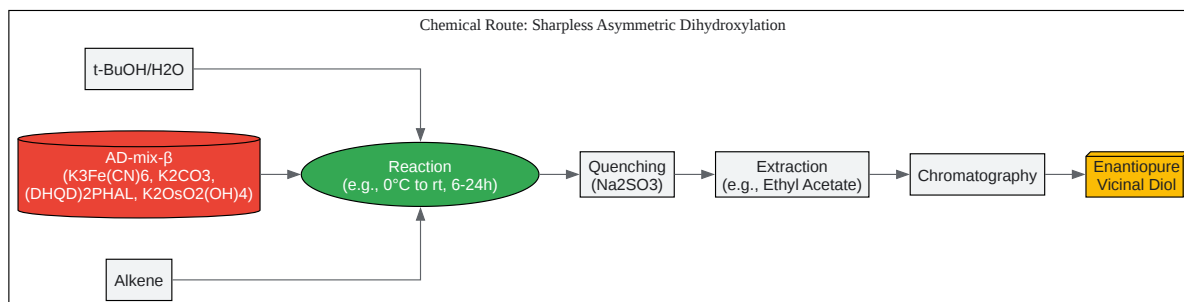 Chemical Route: Sharpless Asymmetric Dihydroxylation
t-BuOH/H2O
AD-mix-β
(K3Fe(CN)6, K2CO3,
(DHQD)2PHAL, K2OsO2(OH)4)
Reaction
(e.g., 0°C to rt, 6-24h)
Quenching
(Na2SO3)
Extraction
(e.g., Ethyl Acetate)
Chromatography
Enantiopure
Vicinal Diol
Alkene